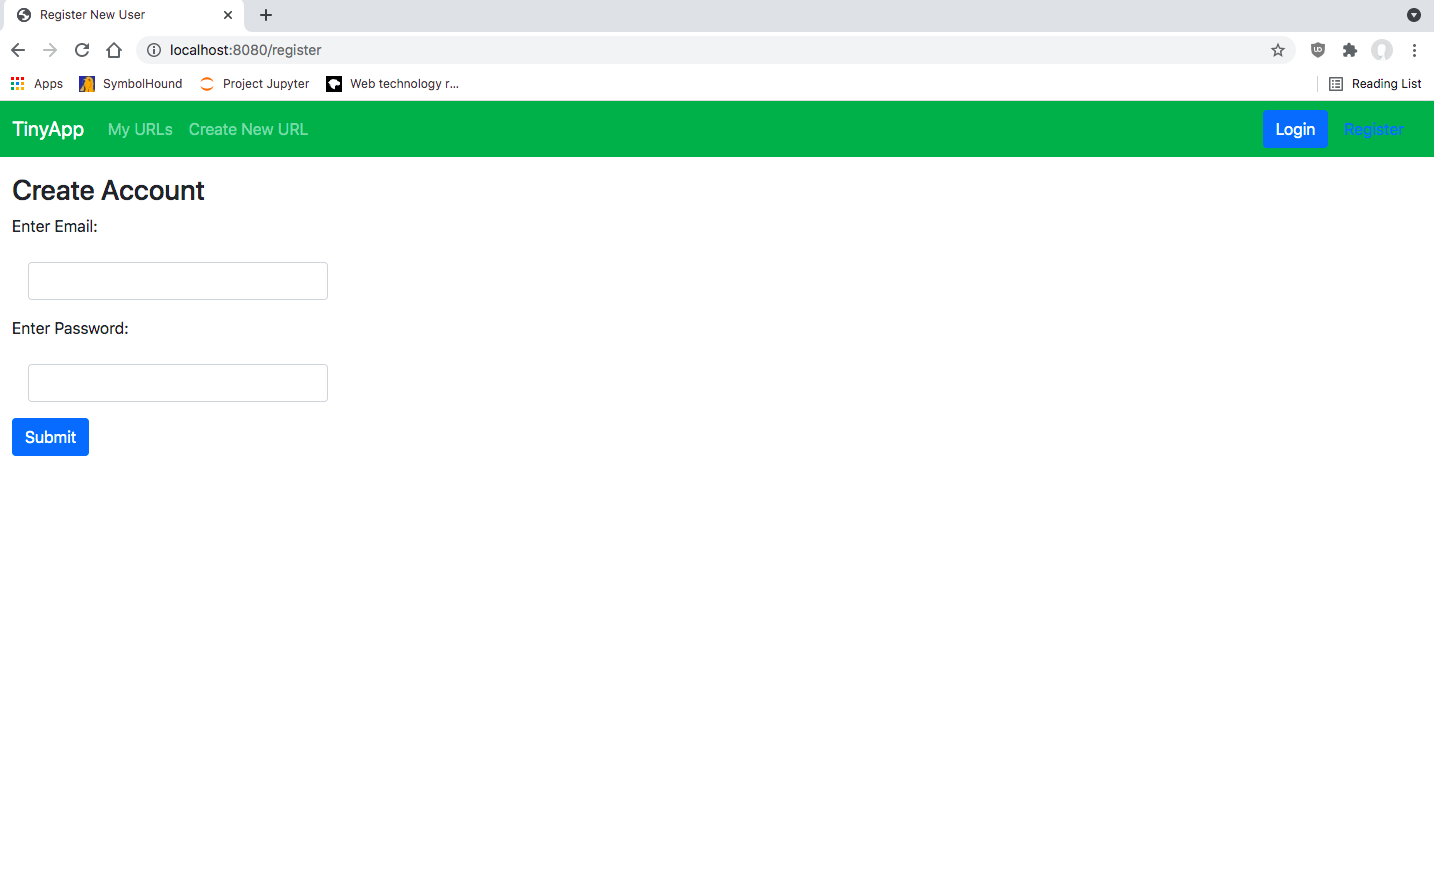 Register New User
localhost:8080/register
Apps SymbolHound Project Jupyter Web technology r... Reading List
TinyApp My URLs Create New URL Login Register
Create Account
Enter Email:
Enter Password:
Submit